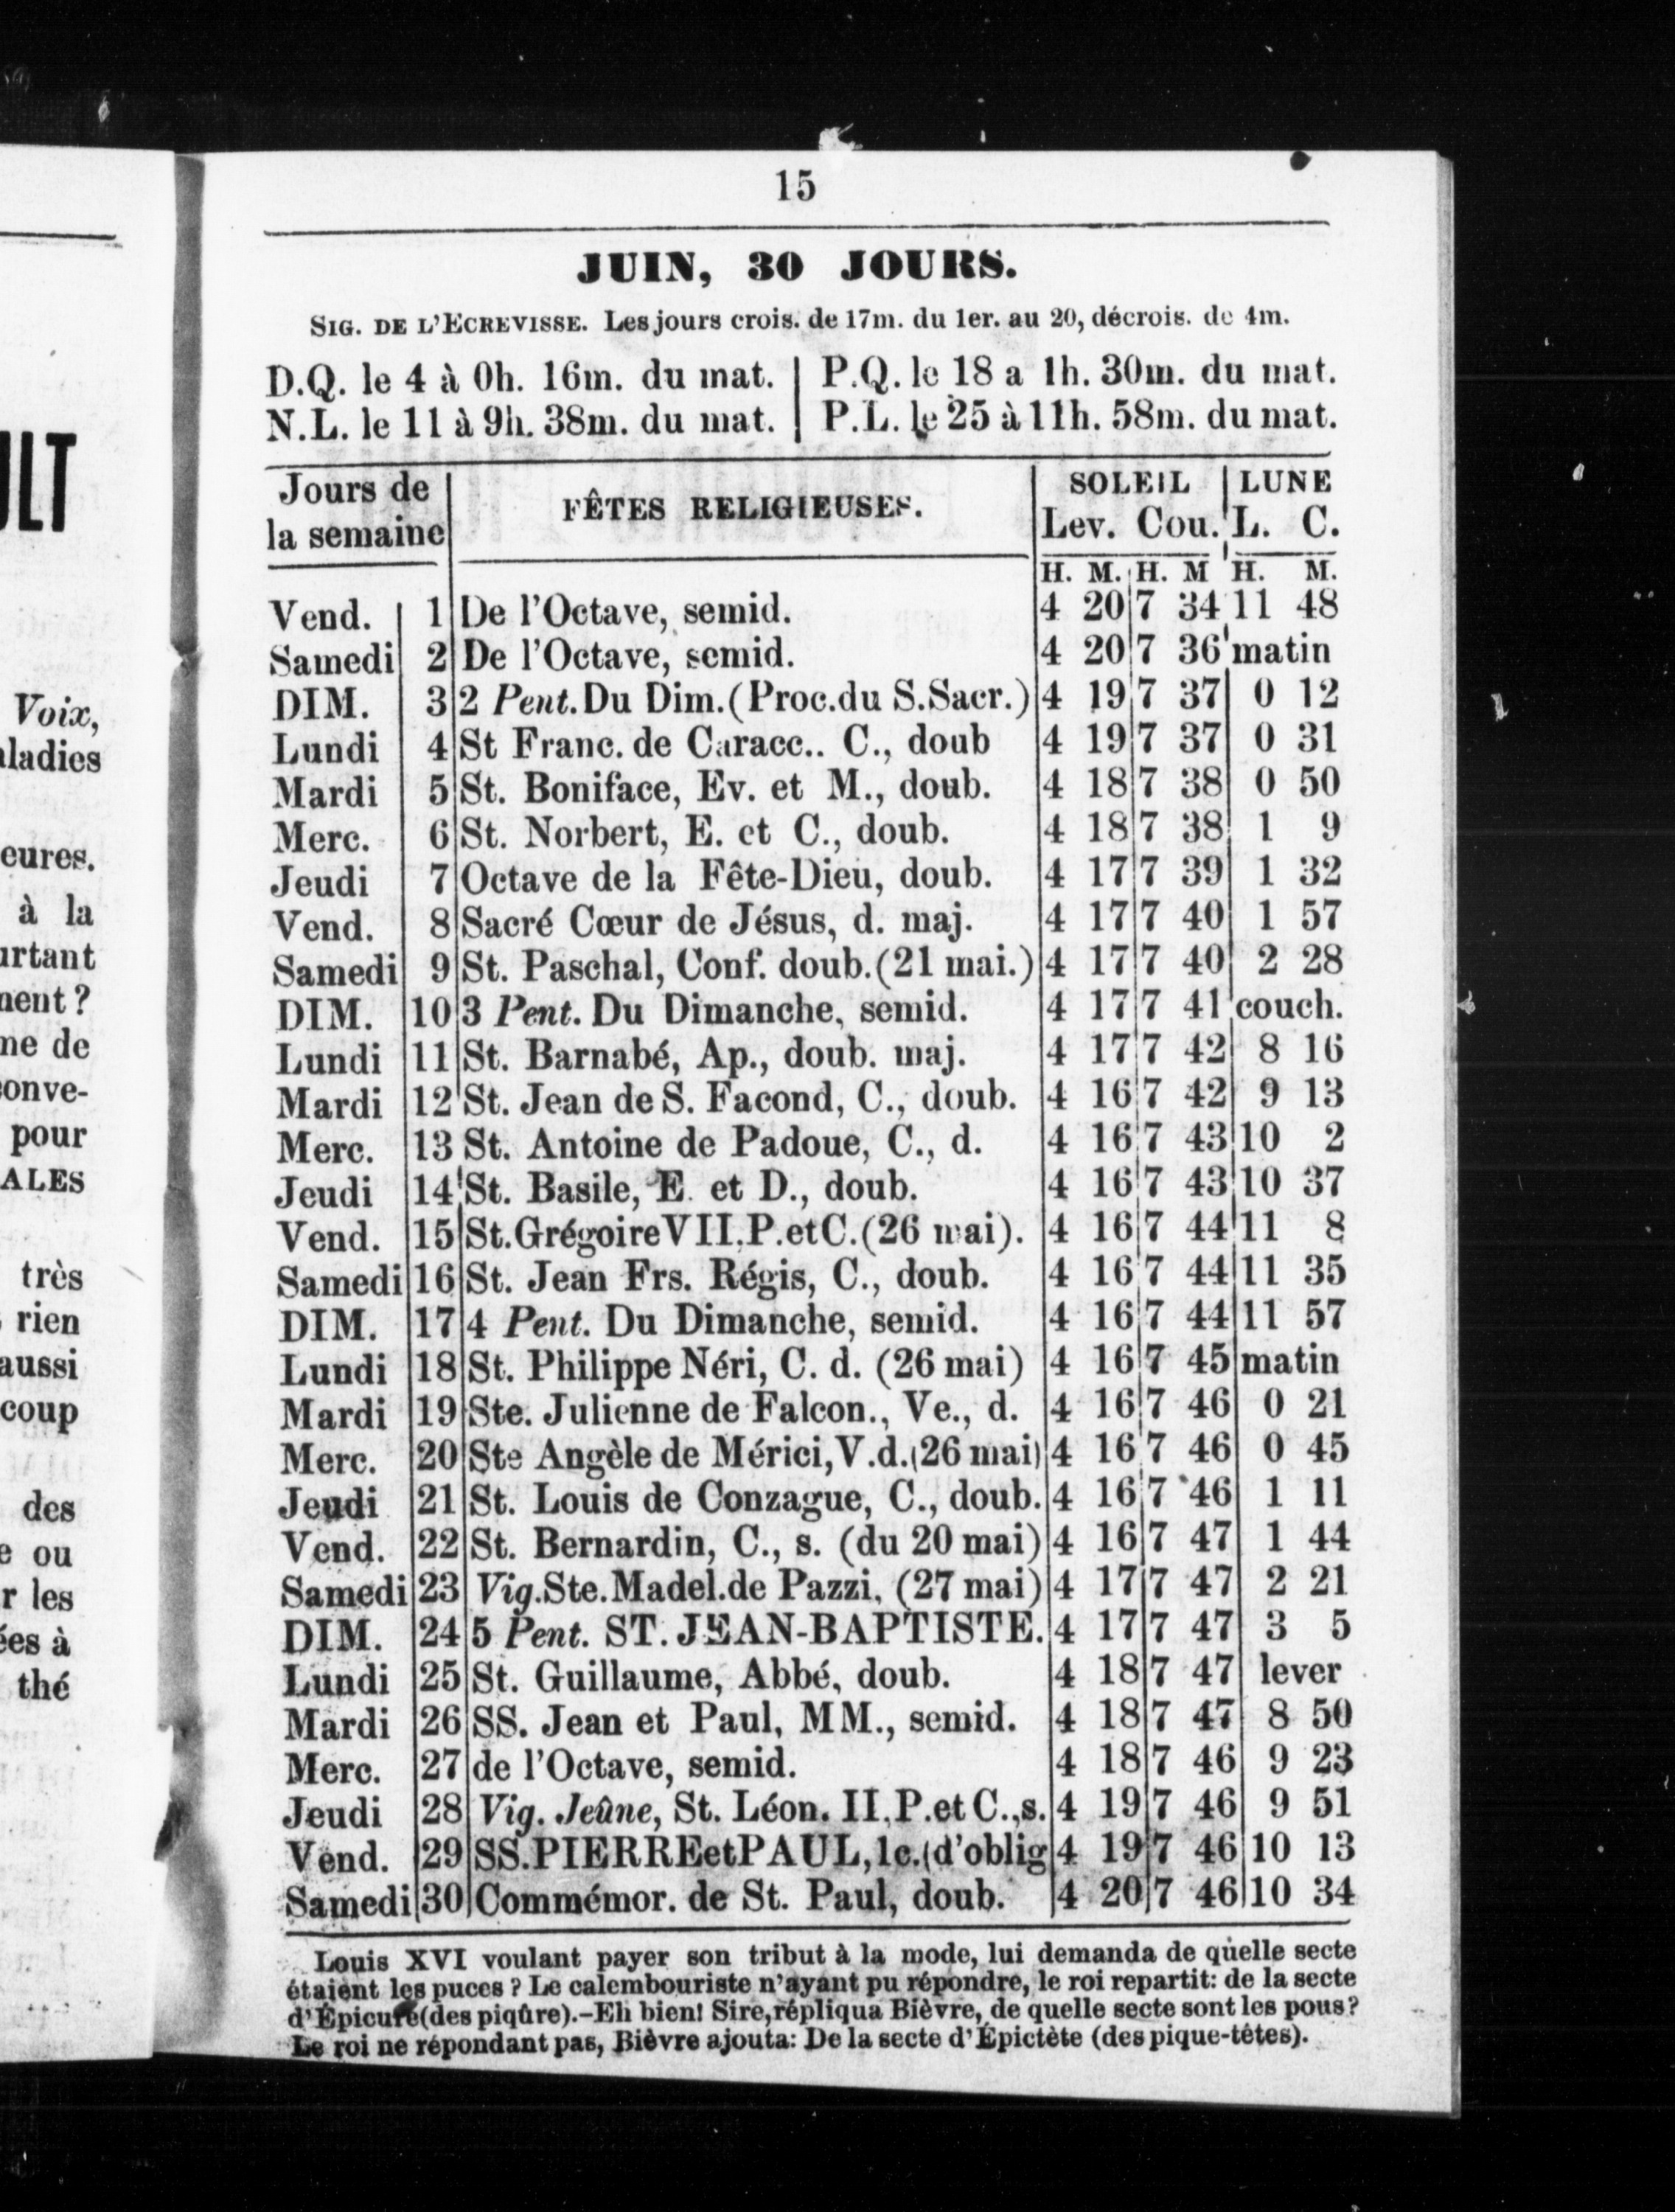 15
JUIN, 30 JOURS.
SIG. DE L'ECREVISSE. Les jours crois. de 17m. du 1er. au 20, décrois. de 4m.
D.Q. le 4 à 0h. 16m. du mat. | P.Q. le 18 a 1h. 30m. du mat.
N.L. le 11 à 9h. 38m. du mat. | P.L. le 25 à 11h. 58m. du mat.
Jours de la semaine FÊTES RELIGIEUSES. SOLEIL LUNE
Lev. Cou. L. C.
H. M. H. M H. M.
Vend. 1 De l'Octave, semid. 4 20 7 34 11 48
Samedi 2 De l'Octave, semid. 4 20 7 36 matin
DIM. 3 2 Pent. Du Dim. (Proc. du S. Sacr.) 4 19 7 37 0 12
Lundi 4 St Franc. de Caracc.. C., doub 4 19 7 37 0 31
Mardi 5 St. Boniface, Ev. et M., doub. 4 18 7 38 0 50
Merc. 6 St. Norbert, E. et C., doub. 4 18 7 38 1 9
Jeudi 7 Octave de la Fête-Dieu, doub. 4 17 7 39 1 32
Vend. 8 Sacré Cœur de Jésus, d. maj. 4 17 7 40 1 57
Samedi 9 St. Paschal, Conf. doub. (21 mai.) 4 17 7 40 2 28
DIM. 10 3 Pent. Du Dimanche, semid. 4 17 7 41 couch.
Lundi 11 St. Barnabé, Ap., doub. maj. 4 17 7 42 8 16
Mardi 12 St. Jean de S. Facond, C., doub. 4 16 7 42 9 13
Merc. 13 St. Antoine de Padoue, C., d. 4 16 7 43 10 2
Jeudi 14 St. Basile, E. et D., doub. 4 16 7 43 10 37
Vend. 15 St. Grégoire VII, P. et C. (26 mai). 4 16 7 44 11 8
Samedi 16 St. Jean Frs. Régis, C., doub. 4 16 7 44 11 35
DIM. 17 4 Pent. Du Dimanche, semid. 4 16 7 44 11 57
Lundi 18 St. Philippe Néri, C. d. (26 mai) 4 16 7 45 matin
Mardi 19 Ste. Julienne de Falcon., Ve., d. 4 16 7 46 0 21
Merc. 20 Ste Angèle de Mérici, V. d. (26 mai) 4 16 7 46 0 45
Jeudi 21 St. Louis de Conzague, C., doub. 4 16 7 46 1 11
Vend. 22 St. Bernardin, C., s. (du 20 mai) 4 16 7 47 1 44
Samedi 23 Vig. Ste. Madel. de Pazzi, (27 mai) 4 17 7 47 2 21
DIM. 24 5 Pent. ST. JEAN-BAPTISTE. 4 17 7 47 3 5
Lundi 25 St. Guillaume, Abbé, doub. 4 18 7 47 lever
Mardi 26 SS. Jean et Paul, MM., semid. 4 18 7 47 8 50
Merc. 27 de l'Octave, semid. 4 18 7 46 9 23
Jeudi 28 Vig. Jeûne, St. Léon. II, P. et C., s. 4 19 7 46 9 51
Vend. 29 SS. PIERRE et PAUL, 1c. (d'oblig 4 19 7 46 10 13
Samedi 30 Commémor. de St. Paul, doub. 4 20 7 46 10 34
Louis XVI voulant payer son tribut à la mode, lui demanda de quelle secte
étaient les puces ? Le calembouriste n'ayant pu répondre, le roi repartit: de la secte
d'Épicure (des piqûre).-Eh bien! Sire, répliqua Bièvre, de quelle secte sont les pous?
Le roi ne répondant pas, Bièvre ajouta: De la secte d'Épictète (des pique-têtes).
ULT
Voix,
ladies
eures.
à la
urtant
ment ?
ne de
conve-
pour
ALES
très
rien
aussi
coup
des
e ou
r les
ées à
thé